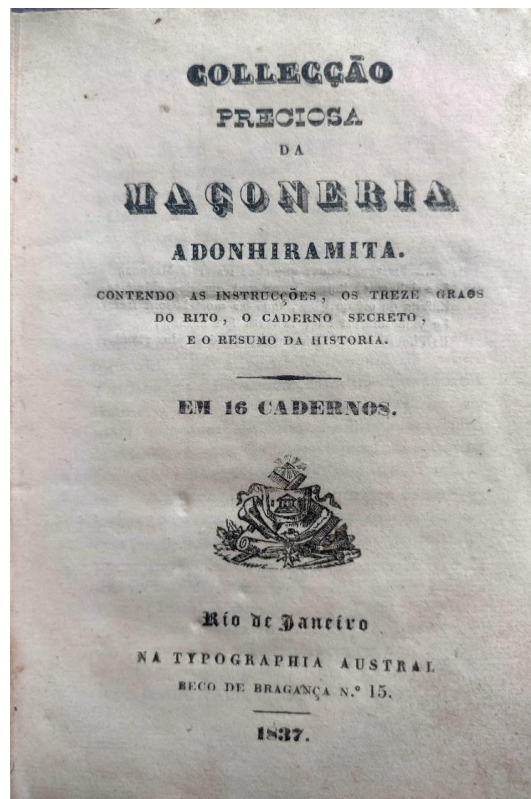 COLLECÇÃO
PRECIOSA
DA
MAÇONERIA
ADONHIRAMITA.
CONTENDO AS INSTRUCÇÕES, OS TREZE GRAOS
DO RITO, O CADERNO SECRETO,
E O RESUMO DA HISTORIA.
EM 16 CADERNOS.
Rio de Janeiro
NA TYPOGRAPHIA AUSTRAL
BECO DE BRAGANÇA N.º 15.
1837.